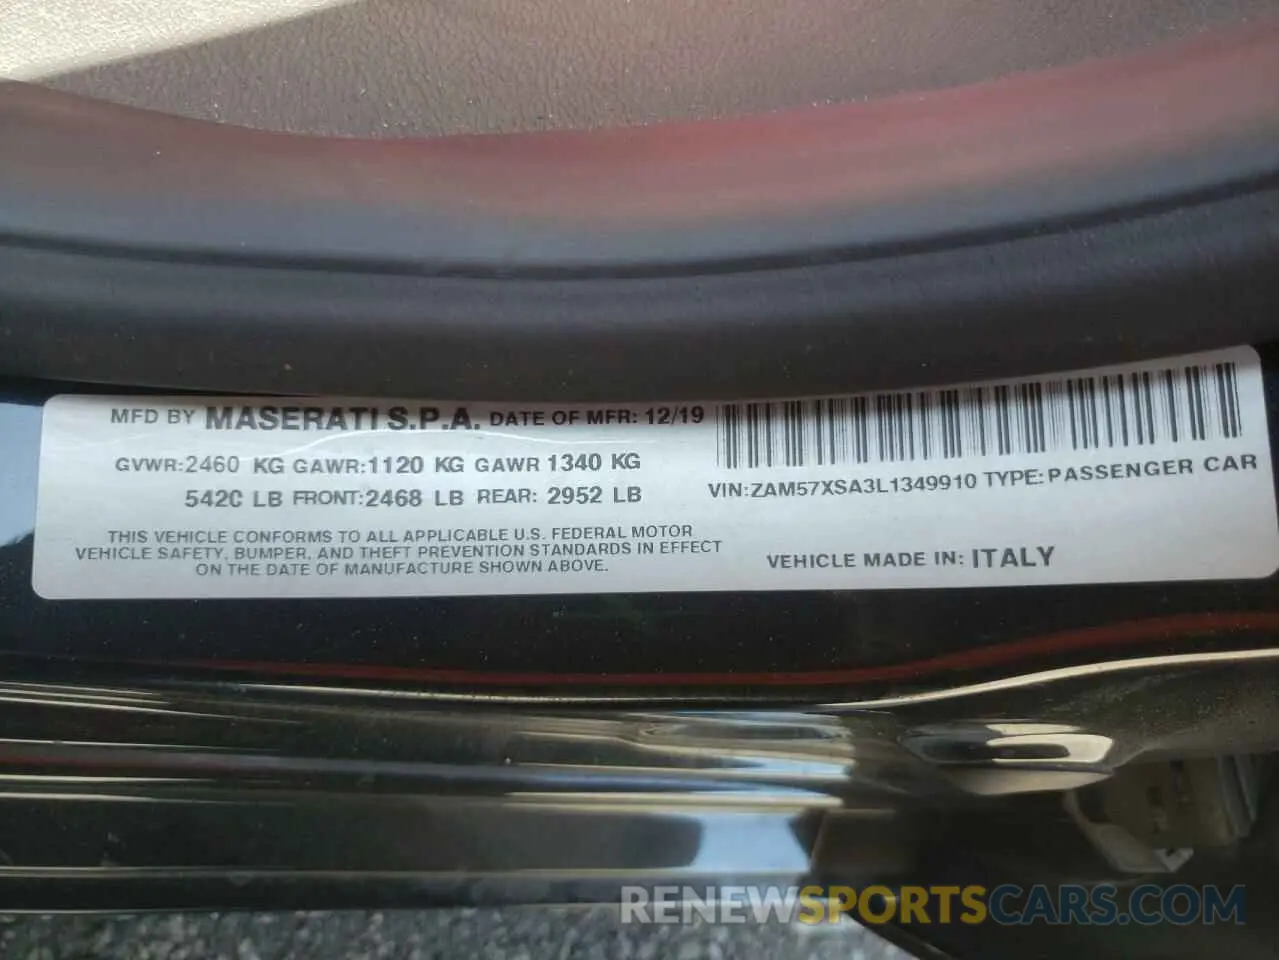 MFD BY MASERATI S.P.A. DATE OF MFR: 12/19
GVWR:2460 KG GAWR:1120 KG GAWR 1340 KG
542C LB FRONT:2468 LB REAR: 2952 LB
THIS VEHICLE CONFORMS TO ALL APPLICABLE U.S. FEDERAL MOTOR
VEHICLE SAFETY, BUMPER, AND THEFT PREVENTION STANDARDS IN EFFECT
ON THE DATE OF MANUFACTURE SHOWN ABOVE.
VIN:ZAM57XSA3L1349910 TYPE:PASSENGER CAR
VEHICLE MADE IN: ITALY
RENEWSPORTSCARS.COM